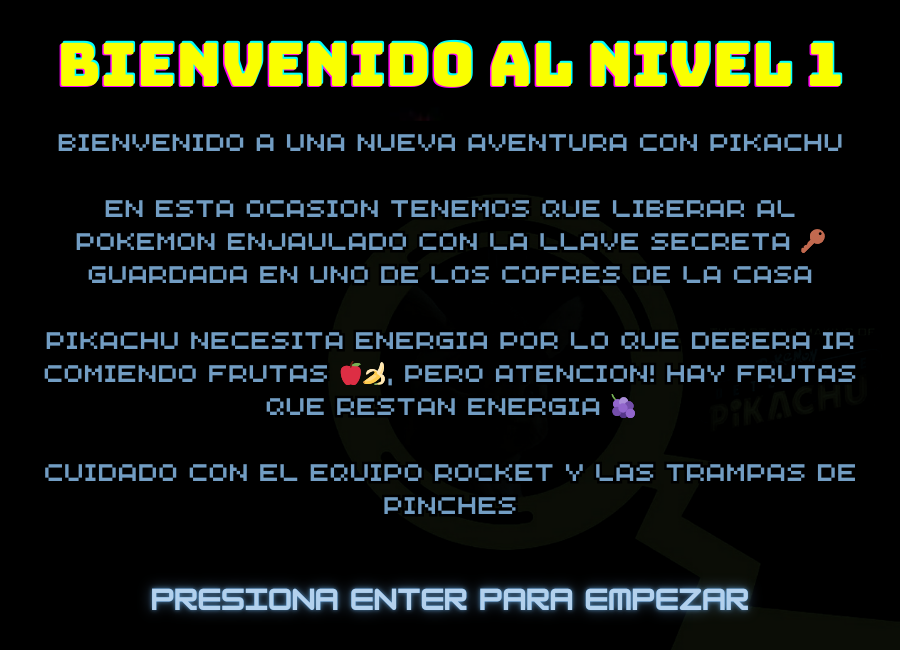 BIENVENIDO AL NIVEL 1
BIENVENIDO A UNA NUEVA AVENTURA CON PIKACHU
EN ESTA OCASION TENEMOS QUE LIBERAR AL
POKEMON ENJAULADO CON LA LLAVE SECRETA 🔑
GUARDADA EN UNO DE LOS COFRES DE LA CASA
PIKACHU NECESITA ENERGIA POR LO QUE DEBERA IR
COMIENDO FRUTAS 🍎🍌, PERO ATENCION! HAY FRUTAS
QUE RESTAN ENERGIA 🍇
PIKACHU
CUIDADO CON EL EQUIPO ROCKET Y LAS TRAMPAS DE
PINCHES
PRESIONA ENTER PARA EMPEZAR